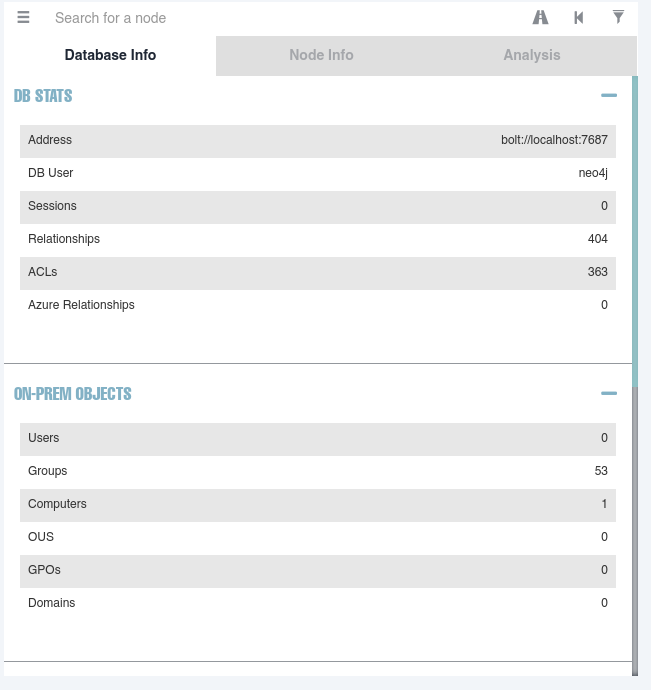 Search for a node
Database Info Node Info Analysis
DB STATS
Address bolt://localhost:7687
DB User neo4j
Sessions 0
Relationships 404
ACLs 363
Azure Relationships 0
ON-PREM OBJECTS
Users 0
Groups 53
Computers 1
OUS 0
GPOs 0
Domains 0